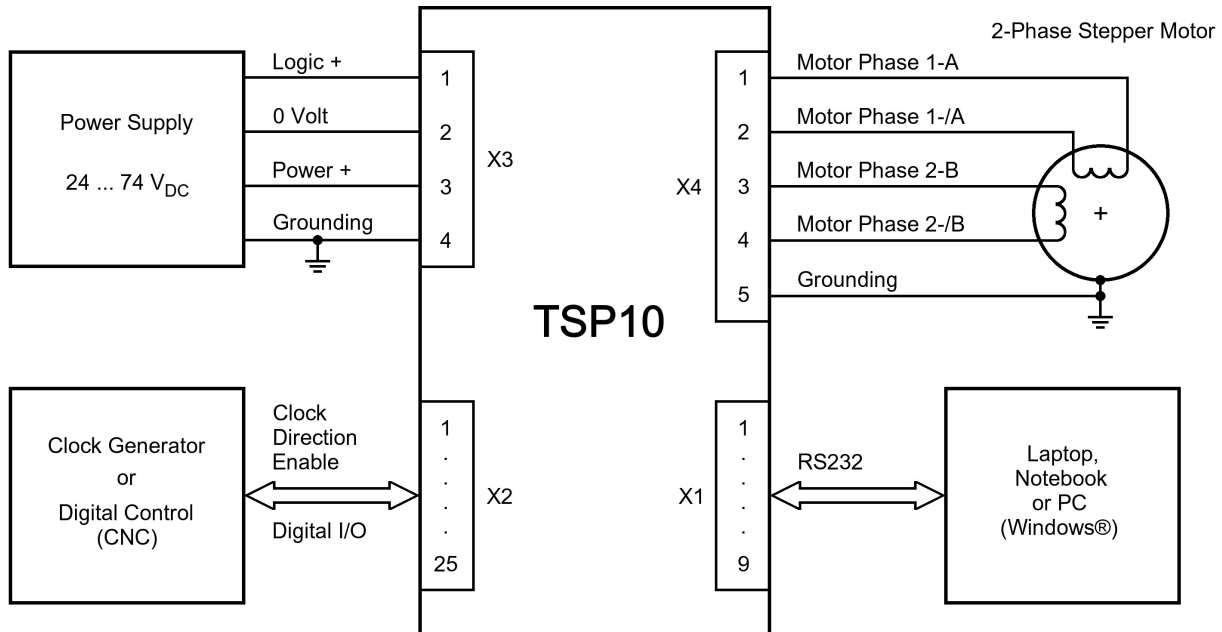 2-Phase Stepper Motor
Power Supply
24 ... 74 VDC
Logic +
0 Volt
Power +
Grounding
1
2
3
4
X3
TSP10
X4
1
2
3
4
5
Motor Phase 1-A
Motor Phase 1-/A
Motor Phase 2-B
Motor Phase 2-/B
Grounding
+
Clock Generator
or
Digital Control
(CNC)
Clock
Direction
Enable
Digital I/O
1
.
.
.
.
25
X2
X1
1
.
.
.
.
9
RS232
Laptop,
Notebook
or PC
(Windows®)